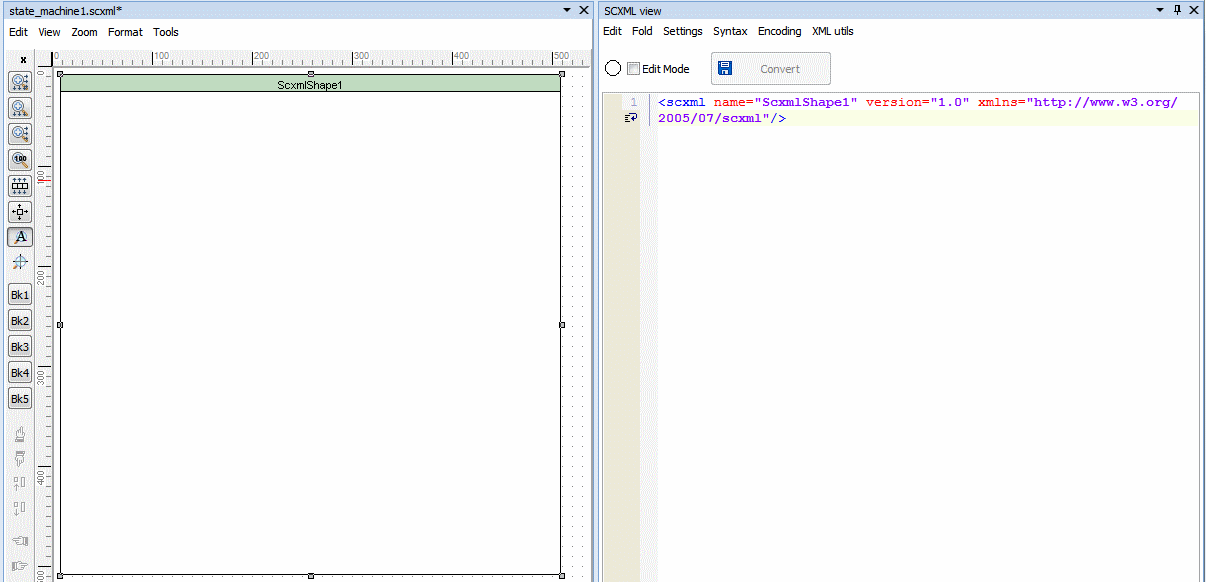 state_machine1.scxml*
Edit View Zoom Format Tools
x
0 100 200 300 400 500
0
100
200
300
400
500
ScxmlShape1
100
A
Bk1
Bk2
Bk3
Bk4
Bk5
SCXML view
Edit Fold Settings Syntax Encoding XML utils
Edit Mode Convert
1 <scxml name="ScxmlShape1" version="1.0" xmlns="http://www.w3.org/
2005/07/scxml"/>